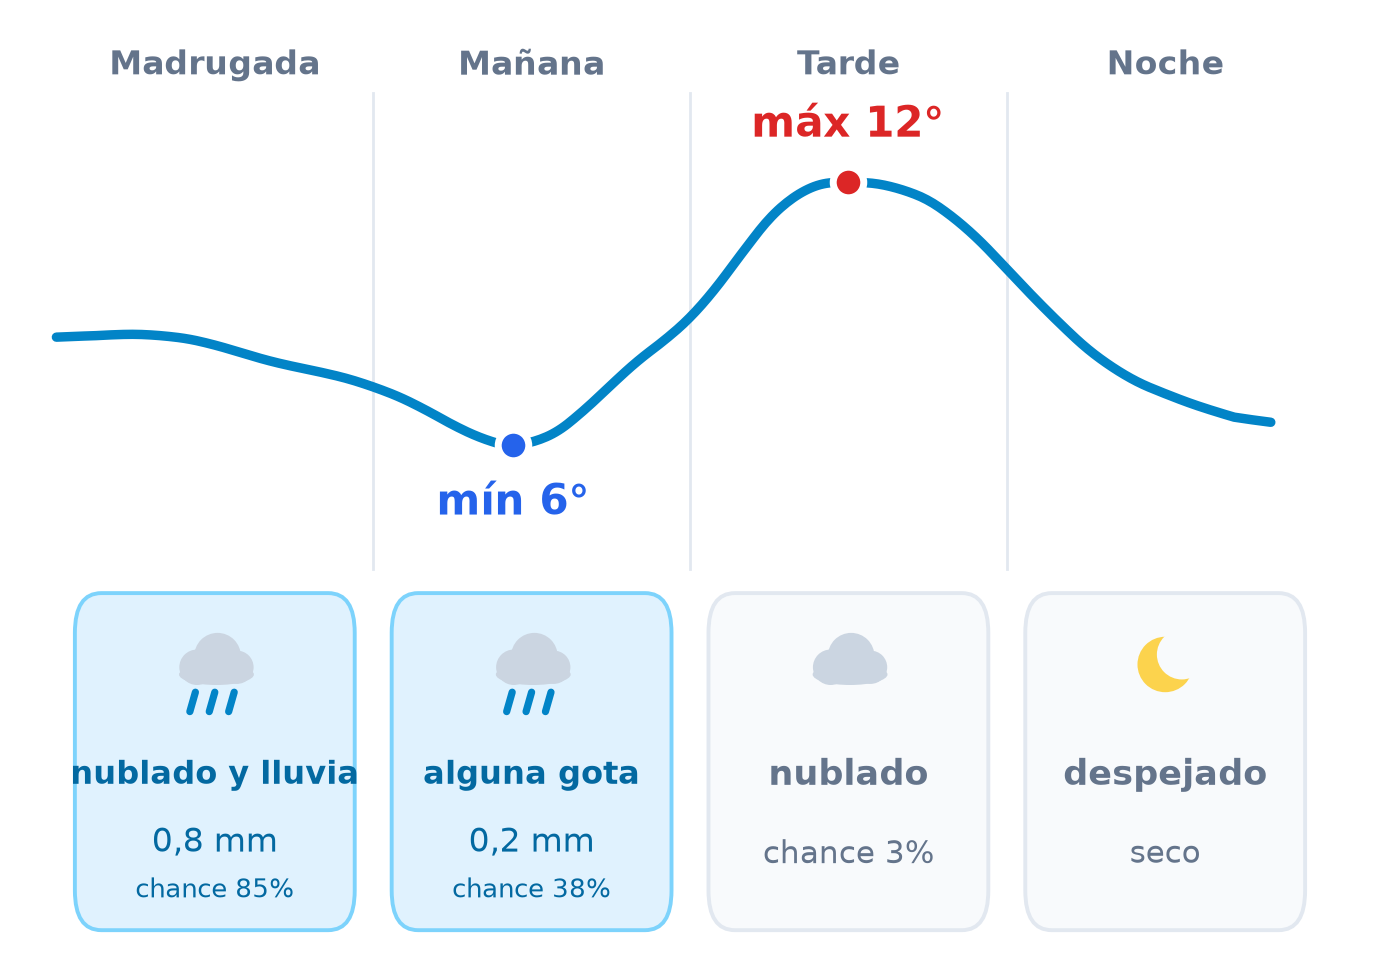 Madrugada
Mañana
Tarde
Noche
máx 12°
mín 6°
nublado y lluvia
0,8 mm
chance 85%
alguna gota
0,2 mm
chance 38%
nublado
chance 3%
despejado
seco